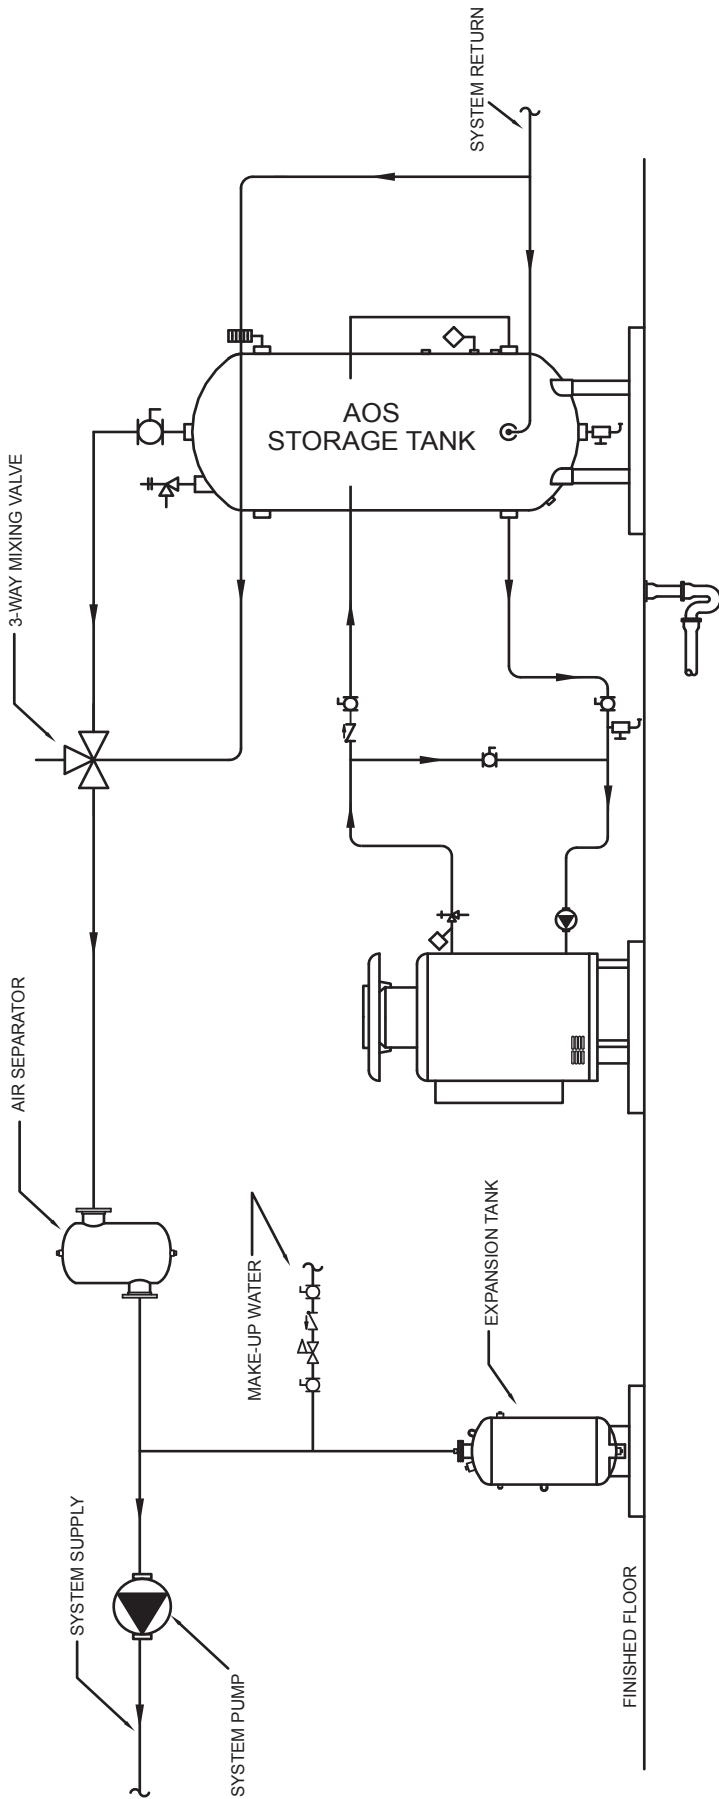 SYSTEM SUPPLY
SYSTEM PUMP
AIR SEPARATOR
MAKE-UP WATER
EXPANSION TANK
FINISHED FLOOR
3-WAY MIXING VALVE
AOS
STORAGE TANK
SYSTEM RETURN